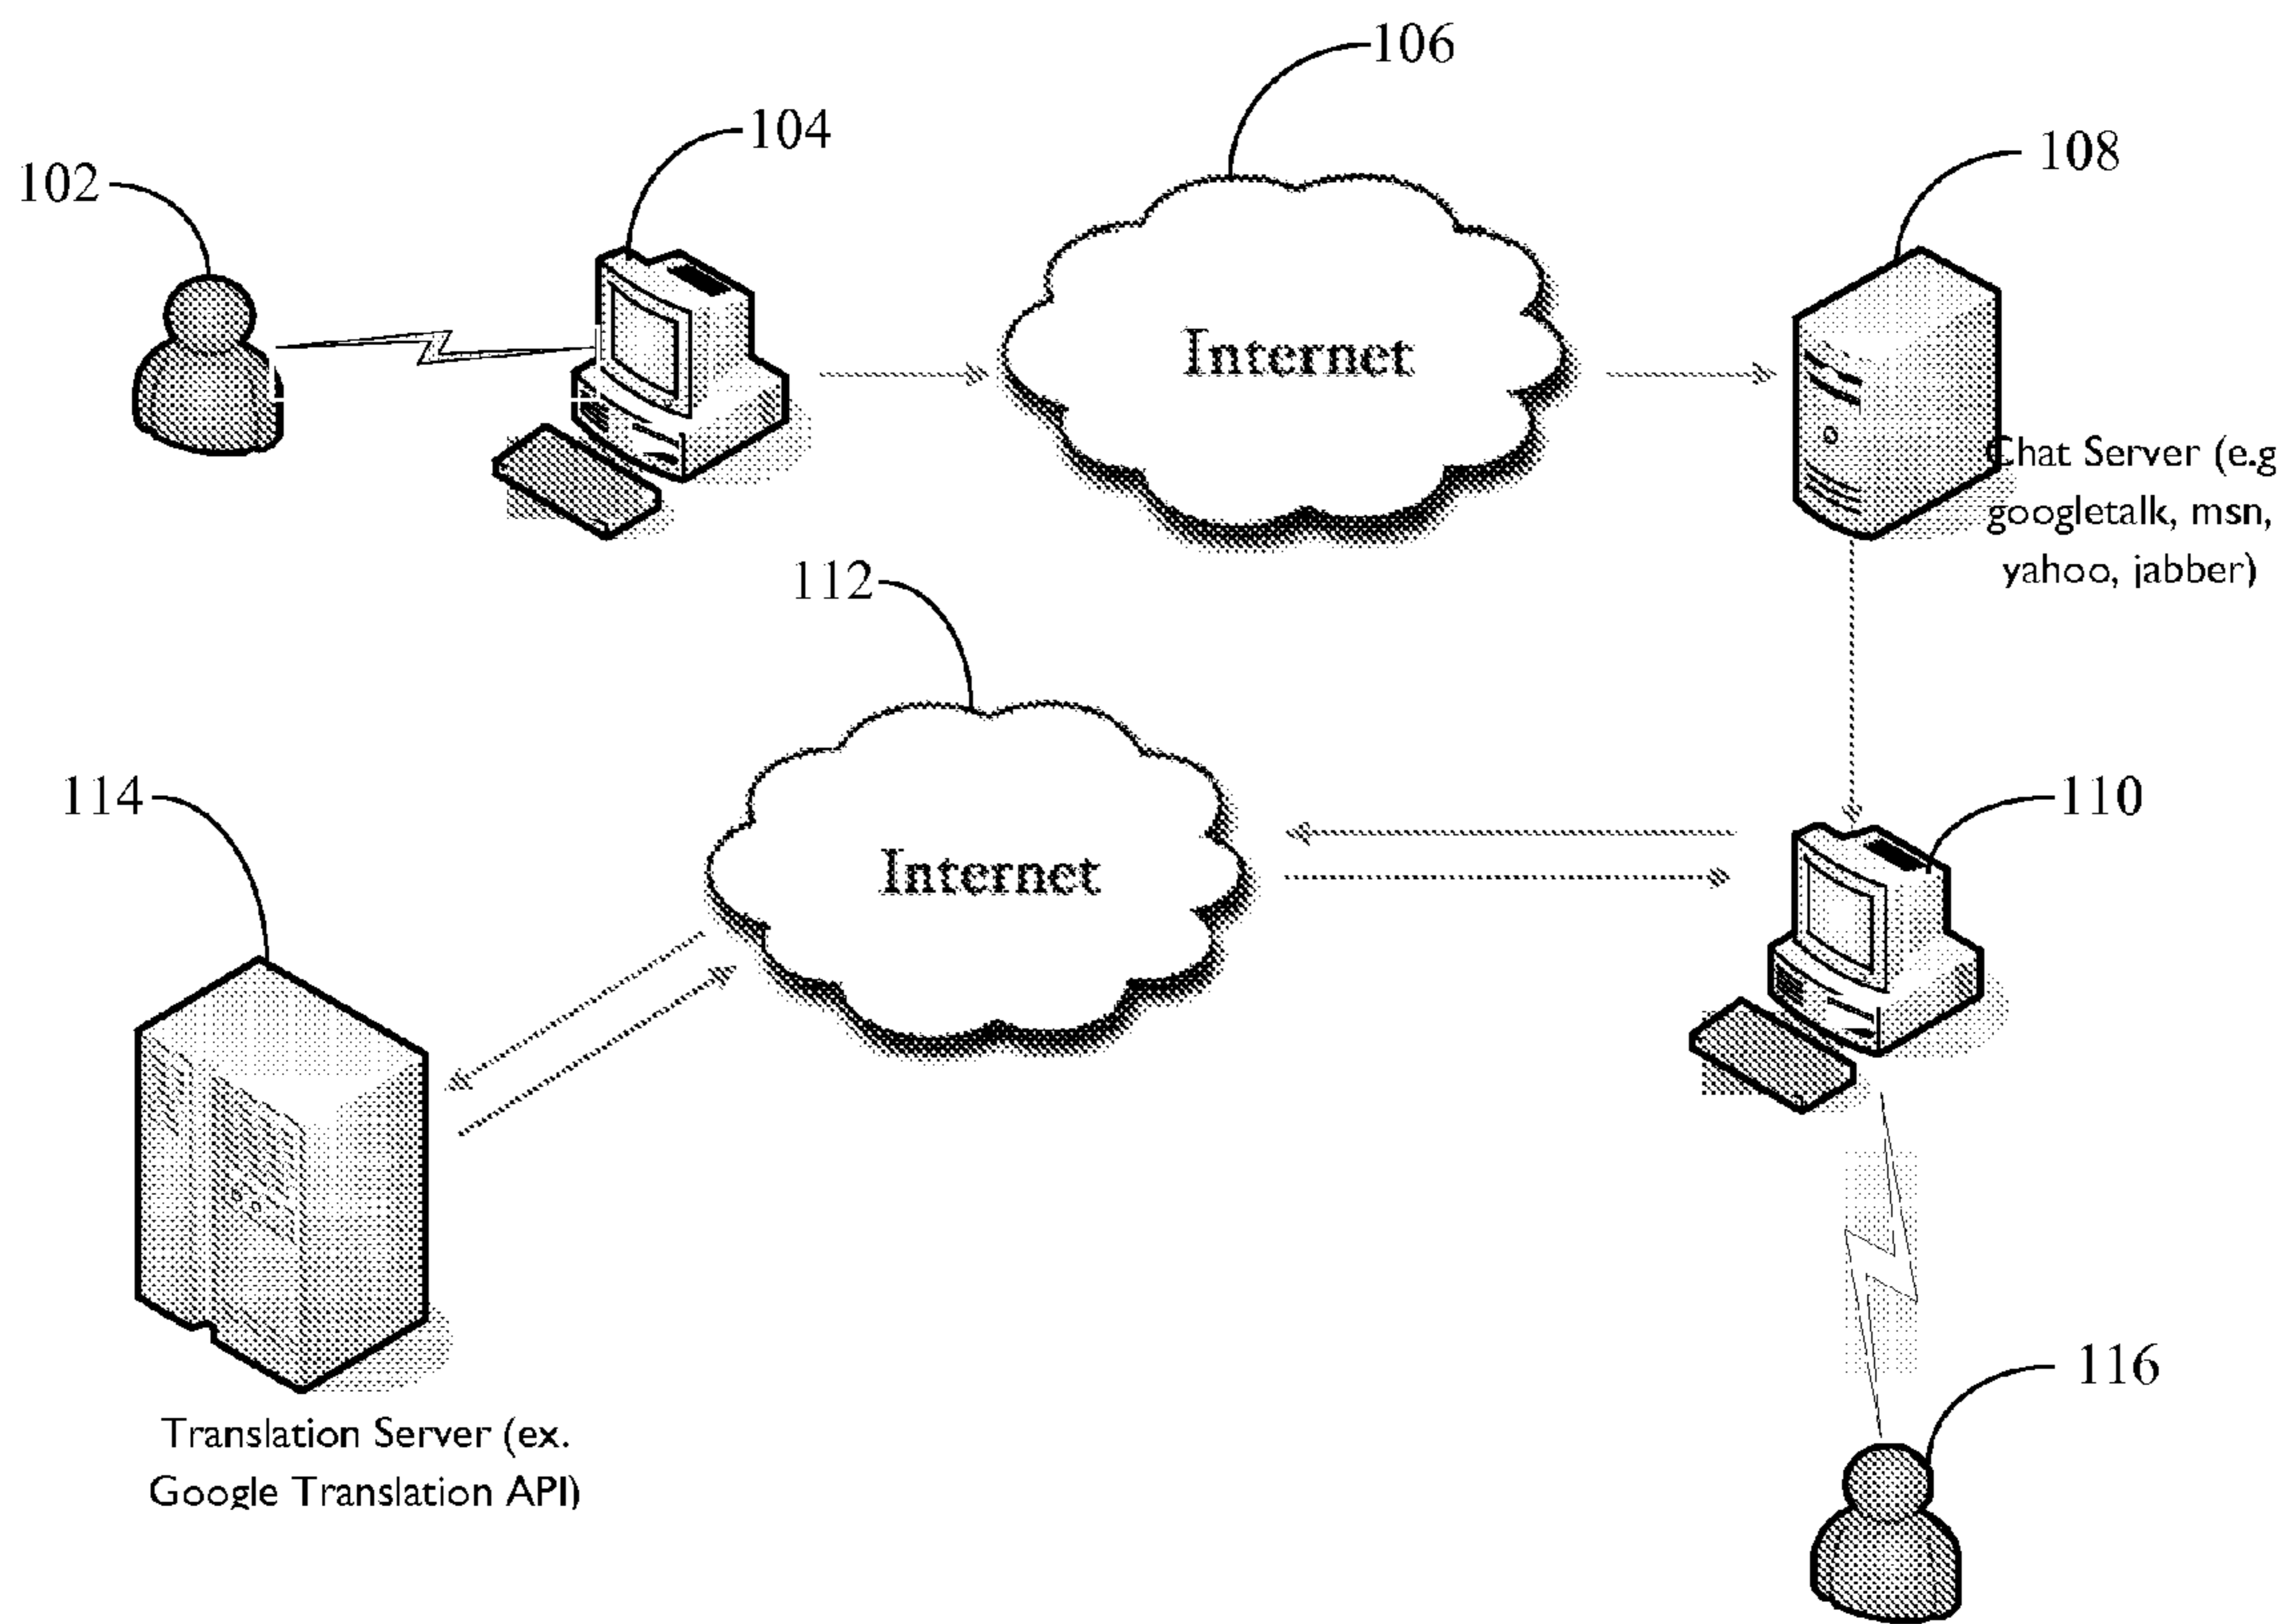 106
104
108
102
Internet
Chat Server (e.g
googletalk, msn,
yahoo, jabber)
112
114
110
Internet
116
Translation Server (ex.
Google Translation API)